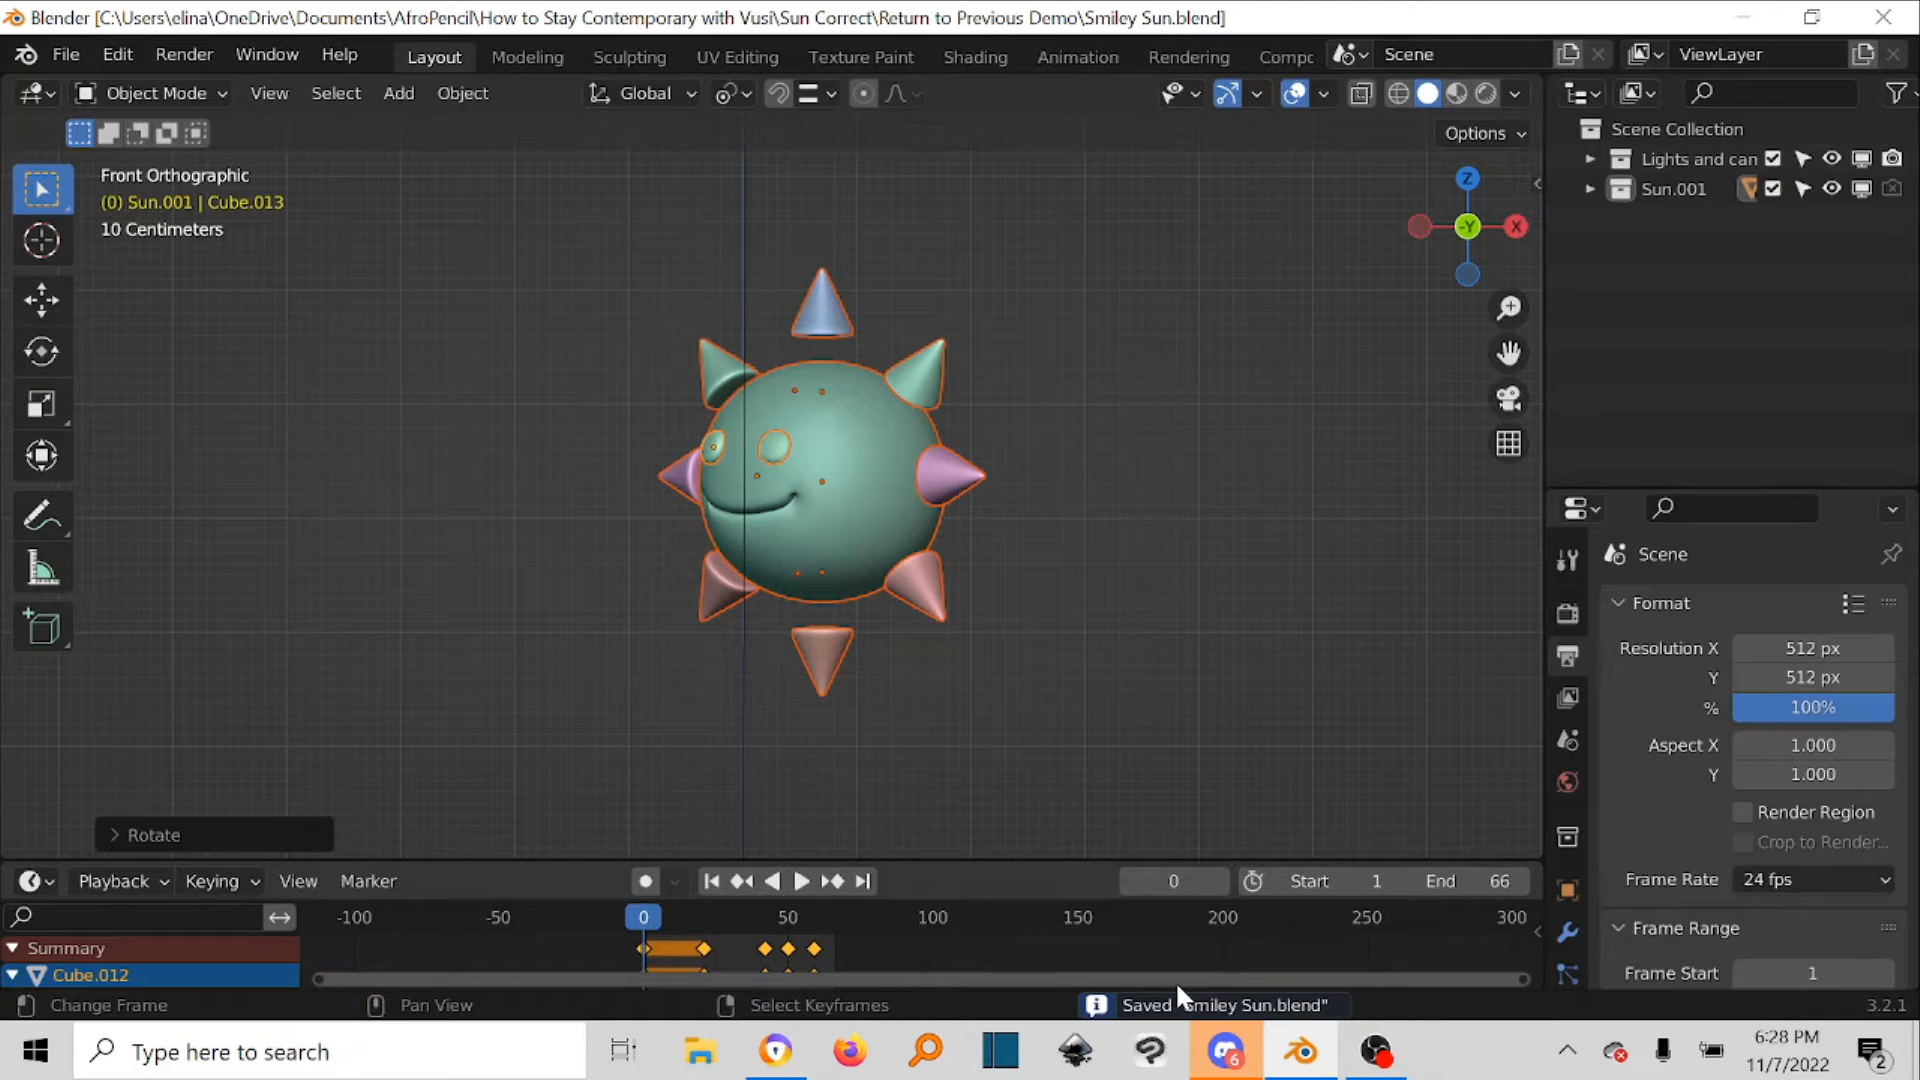 Blender [C:\Users\elina\OneDrive\Documents\AfroPencil\How to Stay Contemporary with Vusi\Sun Correct\Return to Previous Demo\Smiley Sun.blend]
File Edit Render Window Help Layout Modeling Sculpting UV Editing Texture Paint Shading Animation Rendering Compc Scene ViewLayer
Object Mode View Select Add Object Global
Options
Front Orthographic
(0) Sun.001 | Cube.013
10 Centimeters
Z
-Y
X
Scene Collection
Lights and can
Sun.001
Scene
Format
Resolution X 512 px
Y 512 px
% 100%
Aspect X 1.000
Y 1.000
Render Region
Crop to Render...
Frame Rate 24 fps
Frame Range
Frame Start 1
Rotate
Playback Keying View Marker 0 Start 1 End 66
-100 -50 0 50 100 150 200 250 300
Summary
Cube.012
Change Frame Pan View Select Keyframes Saved "Smiley Sun.blend" 3.2.1
Type here to search
6
6:28 PM
11/7/2022
2